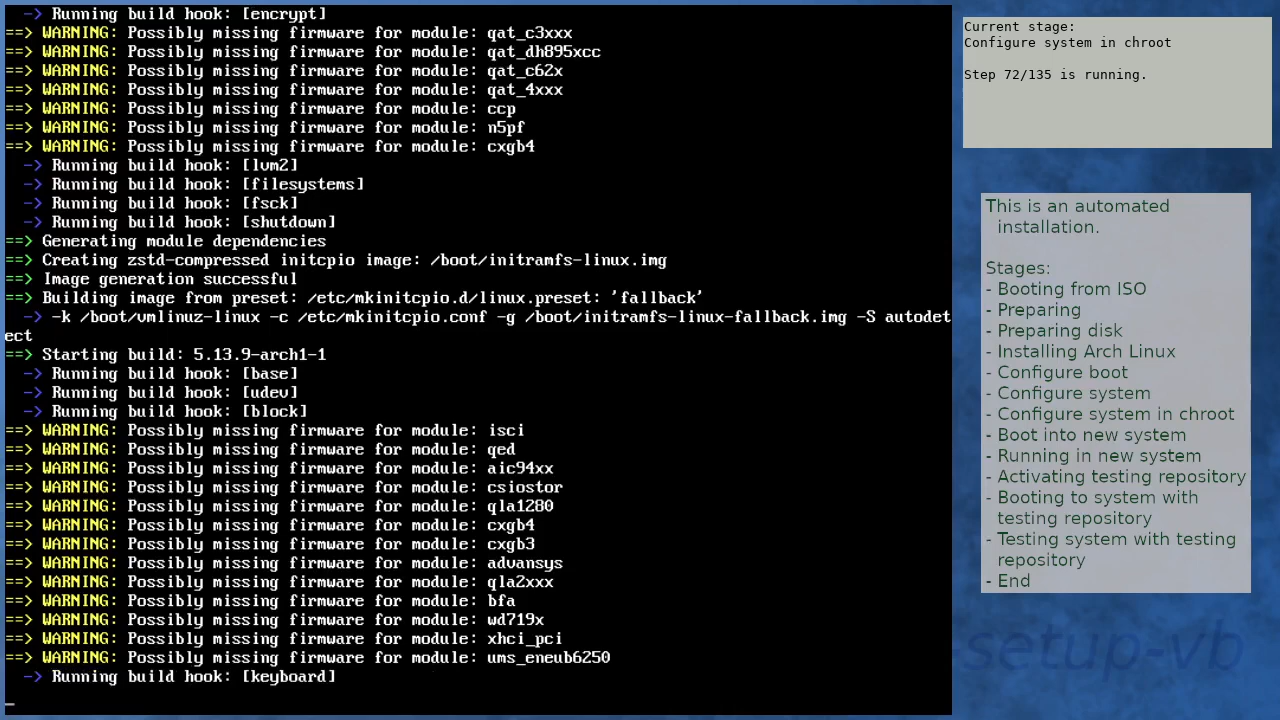 -> Running build hook: [encrypt]
==> WARNING: Possibly missing firmware for module: qat_c3xxx
==> WARNING: Possibly missing firmware for module: qat_dh895xcc
==> WARNING: Possibly missing firmware for module: qat_c62x
==> WARNING: Possibly missing firmware for module: qat_4xxx
==> WARNING: Possibly missing firmware for module: ccp
==> WARNING: Possibly missing firmware for module: n5pf
==> WARNING: Possibly missing firmware for module: cxgb4
-> Running build hook: [lvm2]
-> Running build hook: [filesystems]
-> Running build hook: [fsck]
-> Running build hook: [shutdown]
==> Generating module dependencies
==> Creating zstd-compressed initcpio image: /boot/initramfs-linux.img
==> Image generation successful
==> Building image from preset: /etc/mkinitcpio.d/linux.preset: 'fallback'
-> -k /boot/vmlinuz-linux -c /etc/mkinitcpio.conf -g /boot/initramfs-linux-fallback.img -S autodet
ect
==> Starting build: 5.13.9-arch1-1
-> Running build hook: [base]
-> Running build hook: [udev]
-> Running build hook: [block]
==> WARNING: Possibly missing firmware for module: isci
==> WARNING: Possibly missing firmware for module: qed
==> WARNING: Possibly missing firmware for module: aic94xx
==> WARNING: Possibly missing firmware for module: csiostor
==> WARNING: Possibly missing firmware for module: qla1280
==> WARNING: Possibly missing firmware for module: cxgb4
==> WARNING: Possibly missing firmware for module: cxgb3
==> WARNING: Possibly missing firmware for module: advansys
==> WARNING: Possibly missing firmware for module: qla2xxx
==> WARNING: Possibly missing firmware for module: bfa
==> WARNING: Possibly missing firmware for module: wd719x
==> WARNING: Possibly missing firmware for module: xhci_pci
==> WARNING: Possibly missing firmware for module: ums_eneub6250
-> Running build hook: [keyboard]
_
Current stage:
Configure system in chroot
Step 72/135 is running.
This is an automated
installation.
Stages:
- Booting from ISO
- Preparing
- Preparing disk
- Installing Arch Linux
- Configure boot
- Configure system
- Configure system in chroot
- Boot into new system
- Running in new system
- Activating testing repository
- Booting to system with
testing repository
- Testing system with testing
repository
- End
setup-vb